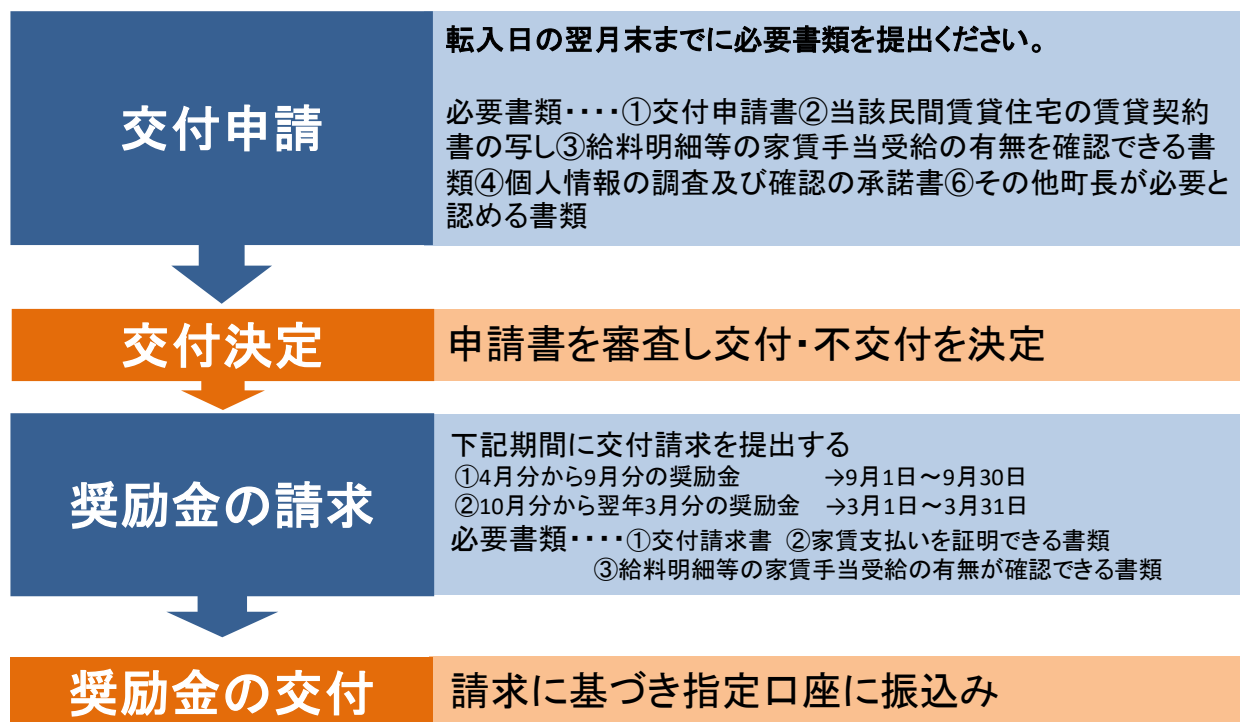 交付申請
転入日の翌月末までに必要書類を提出ください。
必要書類・・・・①交付申請書②当該民間賃貸住宅の賃貸契約
書の写し③給料明細等の家賃手当受給の有無を確認できる書
類④個人情報の調査及び確認の承諾書⑥その他町長が必要と
認める書類
交付決定
申請書を審査し交付・不交付を決定
奨励金の請求
下記期間に交付請求を提出する
①4月分から9月分の奨励金 →9月1日～9月30日
②10月分から翌年3月分の奨励金 →3月1日～3月31日
必要書類・・・・①交付請求書 ②家賃支払いを証明できる書類
③給料明細等の家賃手当受給の有無が確認できる書類
奨励金の交付
請求に基づき指定口座に振込み